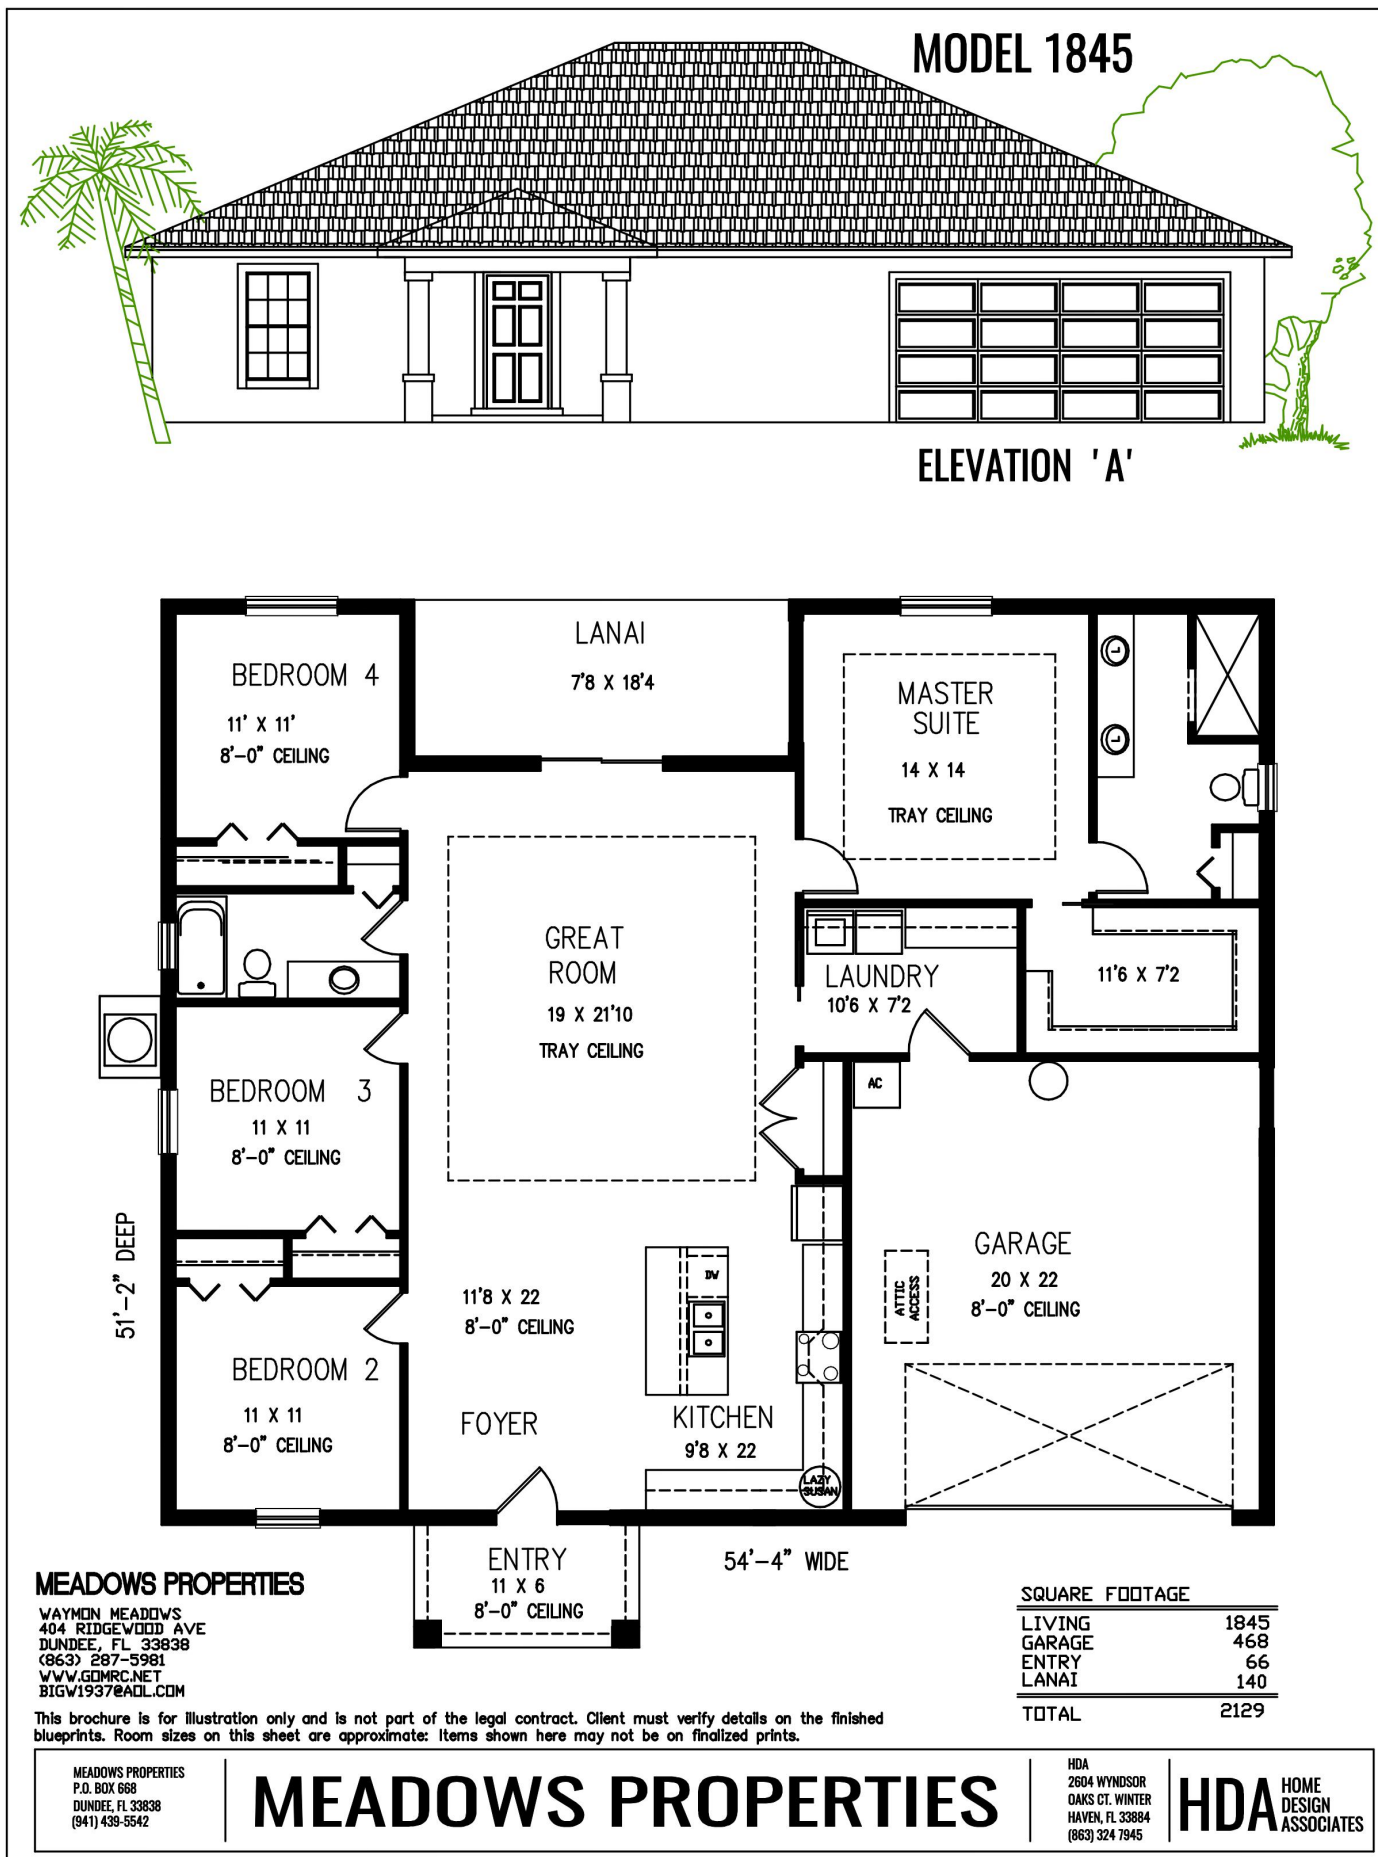 MODEL 1845
ELEVATION 'A'
LANAI
7'8 X 18'4
BEDROOM 4
11' X 11'
8'-0" CEILING
MASTER
SUITE
14 X 14
TRAY CEILING
L
L
GREAT
ROOM
19 X 21'10
TRAY CEILING
LAUNDRY
10'6 X 7'2
11'6 X 7'2
BEDROOM 3
11 X 11
8'-0" CEILING
AC
51'-2" DEEP
GARAGE
20 X 22
8'-0" CEILING
ATTIC
ACCESS
DW
11'8 X 22
8'-0" CEILING
BEDROOM 2
11 X 11
8'-0" CEILING
FOYER
KITCHEN
9'8 X 22
LAZY
SUSAN
ENTRY
11 X 6
8'-0" CEILING
54'-4" WIDE
MEADOWS PROPERTIES
WAYMON MEADOWS
404 RIDGEWOOD AVE
DUNDEE, FL 33838
(863) 287-5981
WWW.GOMRC.NET
BIGW1937@AOL.COM
SQUARE FOOTAGE
LIVING 1845
GARAGE 468
ENTRY 66
LANAI 140
TOTAL 2129
This brochure is for illustration only and is not part of the legal contract. Client must verify details on the finished
blueprints. Room sizes on this sheet are approximate: Items shown here may not be on finalized prints.
MEADOWS PROPERTIES
P.O. BOX 668
DUNDEE, FL 33838
(941) 439-5542
MEADOWS PROPERTIES
HDA
2604 WYNDSOR
OAKS CT. WINTER
HAVEN, FL 33884
(863) 324 7945
HDA
HOME
DESIGN
ASSOCIATES